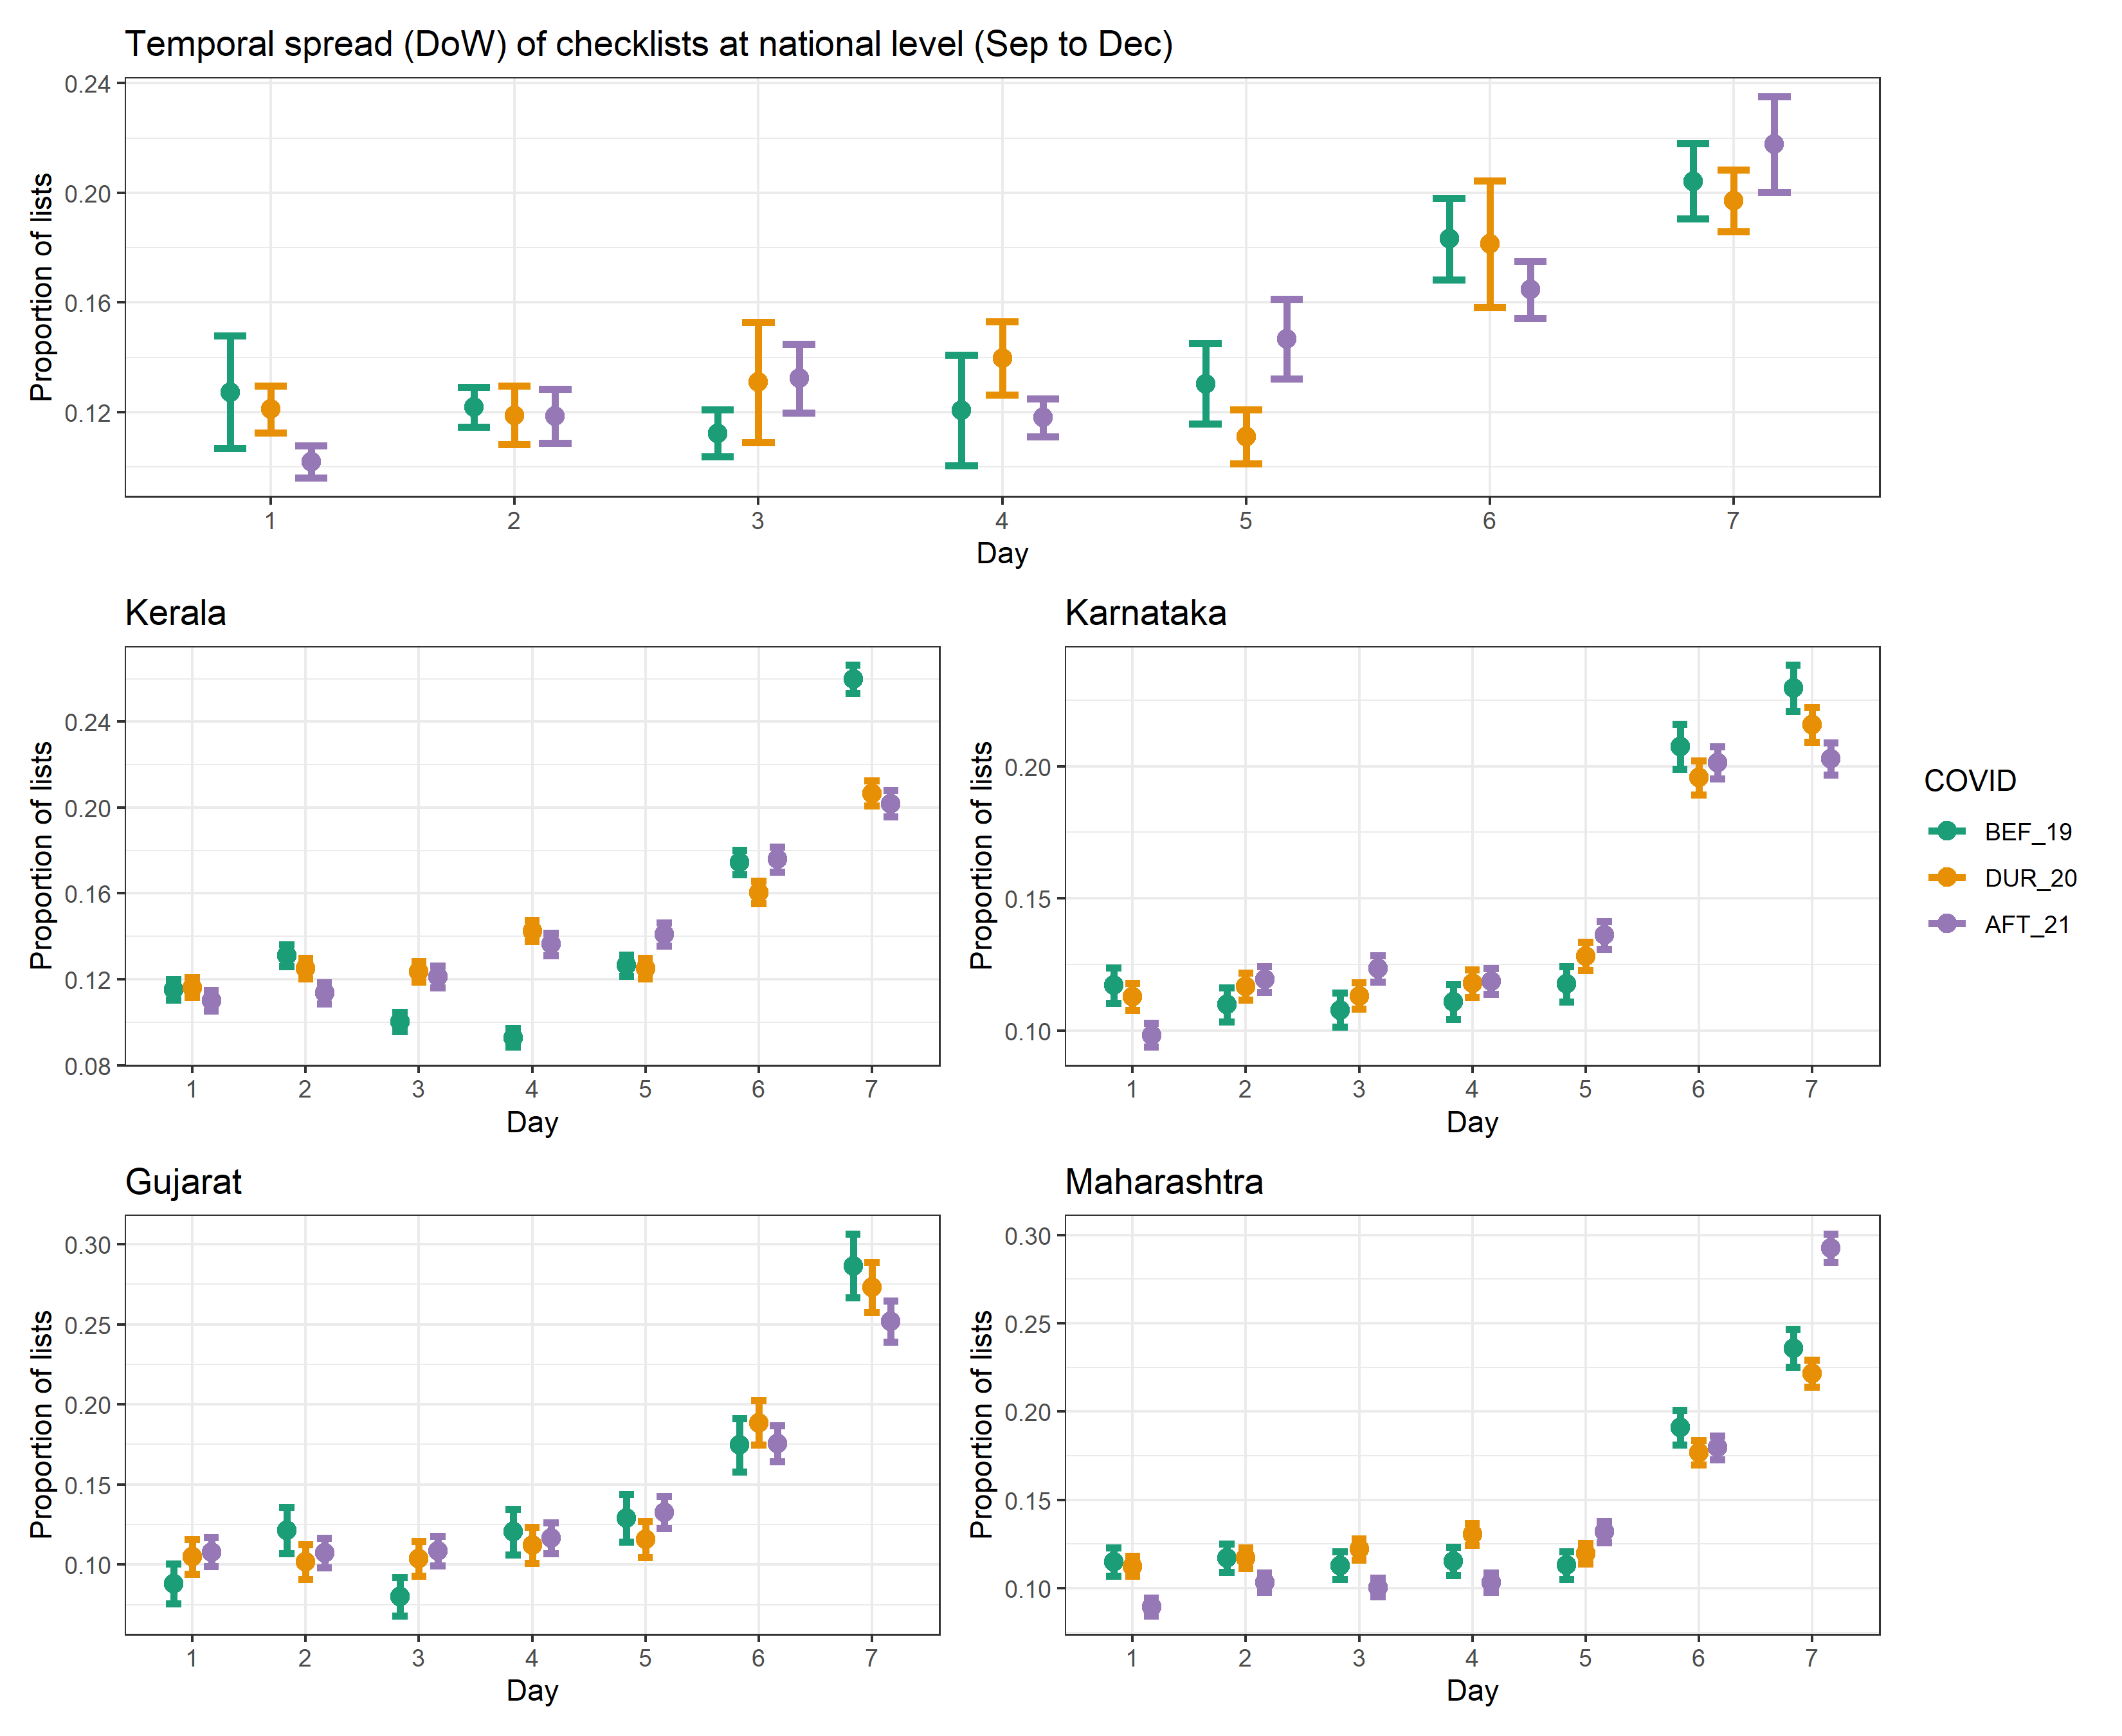 Temporal spread (DoW) of checklists at national level (Sep to Dec)
Proportion of lists
0.24
0.20
0.16
0.12
1 2 3 4 5 6 7
Day
Kerala
Proportion of lists
0.24
0.20
0.16
0.12
0.08
1 2 3 4 5 6 7
Day
Karnataka
Proportion of lists
0.20
0.15
0.10
1 2 3 4 5 6 7
Day
COVID
BEF_19
DUR_20
AFT_21
Gujarat
Proportion of lists
0.30
0.25
0.20
0.15
0.10
1 2 3 4 5 6 7
Day
Maharashtra
Proportion of lists
0.30
0.25
0.20
0.15
0.10
1 2 3 4 5 6 7
Day